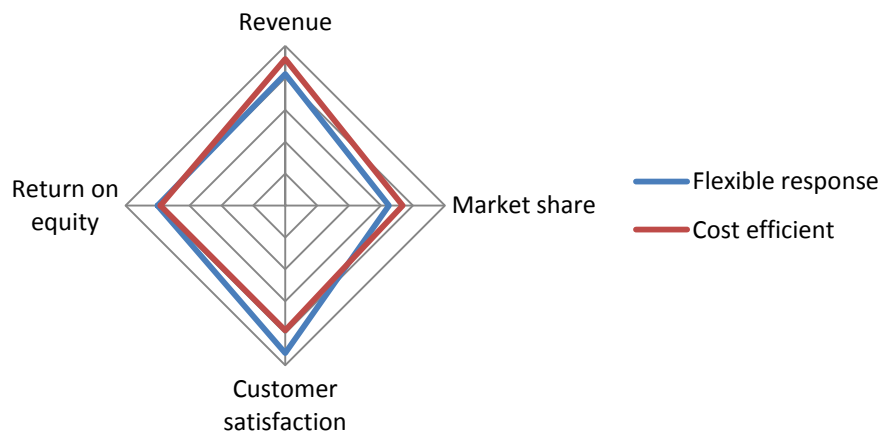 Revenue
Return on
equity
Market share
Flexible response
Cost efficient
Customer
satisfaction